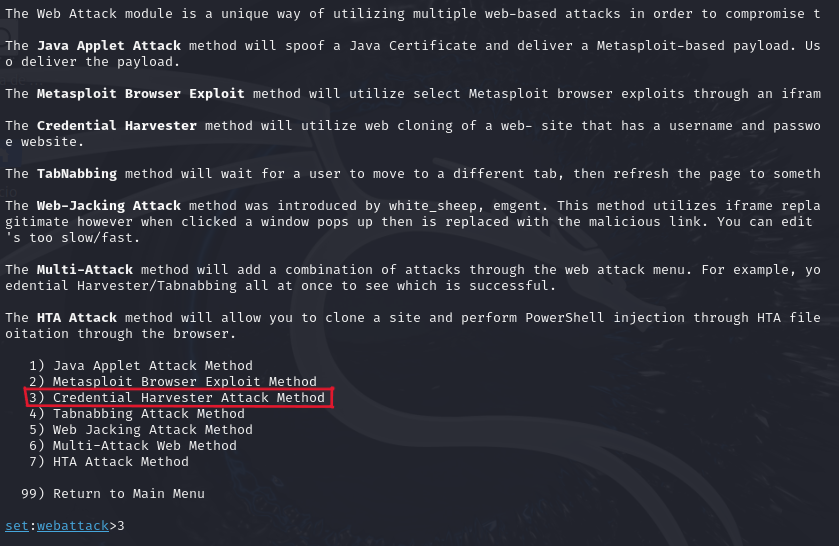 The Web Attack module is a unique way of utilizing multiple web-based attacks in order to compromise t
The Java Applet Attack method will spoof a Java Certificate and deliver a Metasploit-based payload. Us
o deliver the payload.
The Metasploit Browser Exploit method will utilize select Metasploit browser exploits through an ifram
The Credential Harvester method will utilize web cloning of a web- site that has a username and passwo
e website.
The TabNabbing method will wait for a user to move to a different tab, then refresh the page to someth
The Web-Jacking Attack method was introduced by white_sheep, emgent. This method utilizes iframe repla
gitimate however when clicked a window pops up then is replaced with the malicious link. You can edit
's too slow/fast.
The Multi-Attack method will add a combination of attacks through the web attack menu. For example, yo
edential Harvester/Tabnabbing all at once to see which is successful.
The HTA Attack method will allow you to clone a site and perform PowerShell injection through HTA file
oitation through the browser.
1) Java Applet Attack Method
2) Metasploit Browser Exploit Method
3) Credential Harvester Attack Method
4) Tabnabbing Attack Method
5) Web Jacking Attack Method
6) Multi-Attack Web Method
7) HTA Attack Method
99) Return to Main Menu
set:webattack>3